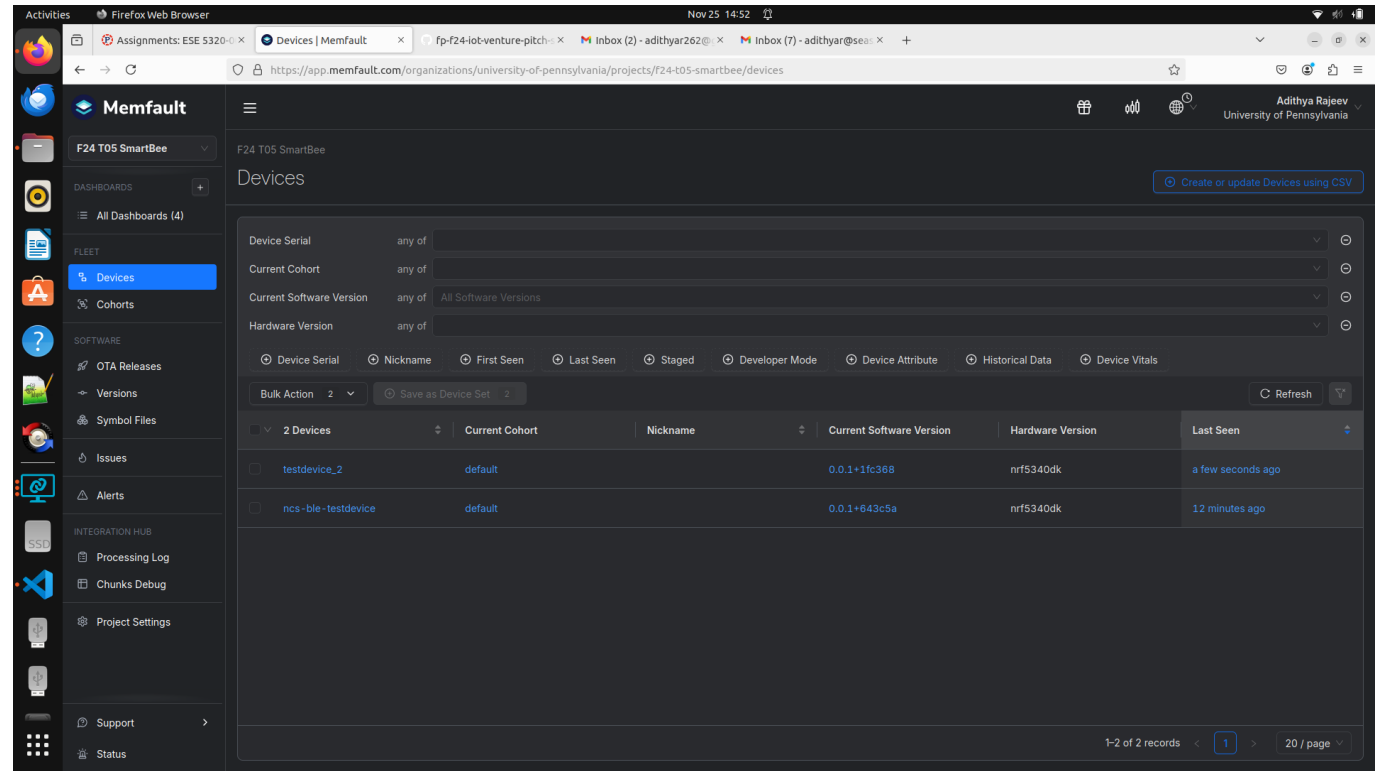 Activities Firefox Web Browser Nov 25 14:52
Assignments: ESE 5320-0 Devices | Memfault fp-f24-iot-venture-pitch-s Inbox (2) - adithyar262@ Inbox (7) - adithyar@seas
https://app.memfault.com/organizations/university-of-pennsylvania/projects/f24-t05-smartbee/devices
Memfault
Adithya Rajeev
University of Pennsylvania
F24 T05 SmartBee
F24 T05 SmartBee
Devices
Create or update Devices using CSV
DASHBOARDS +
All Dashboards (4)
FLEET
Devices
Cohorts
SOFTWARE
OTA Releases
Versions
Symbol Files
Issues
Alerts
INTEGRATION HUB
Processing Log
Chunks Debug
Project Settings
Support
Status
Device Serial any of
Current Cohort any of
Current Software Version any of All Software Versions
Hardware Version any of
Device Serial Nickname First Seen Last Seen Staged Developer Mode Device Attribute Historical Data Device Vitals
Bulk Action 2 Save as Device Set 2 Refresh
2 Devices Current Cohort Nickname Current Software Version Hardware Version Last Seen
testdevice_2 default 0.0.1+1fc368 nrf5340dk a few seconds ago
ncs-ble-testdevice default 0.0.1+643c5a nrf5340dk 12 minutes ago
1–2 of 2 records 1 20 / page
SSD